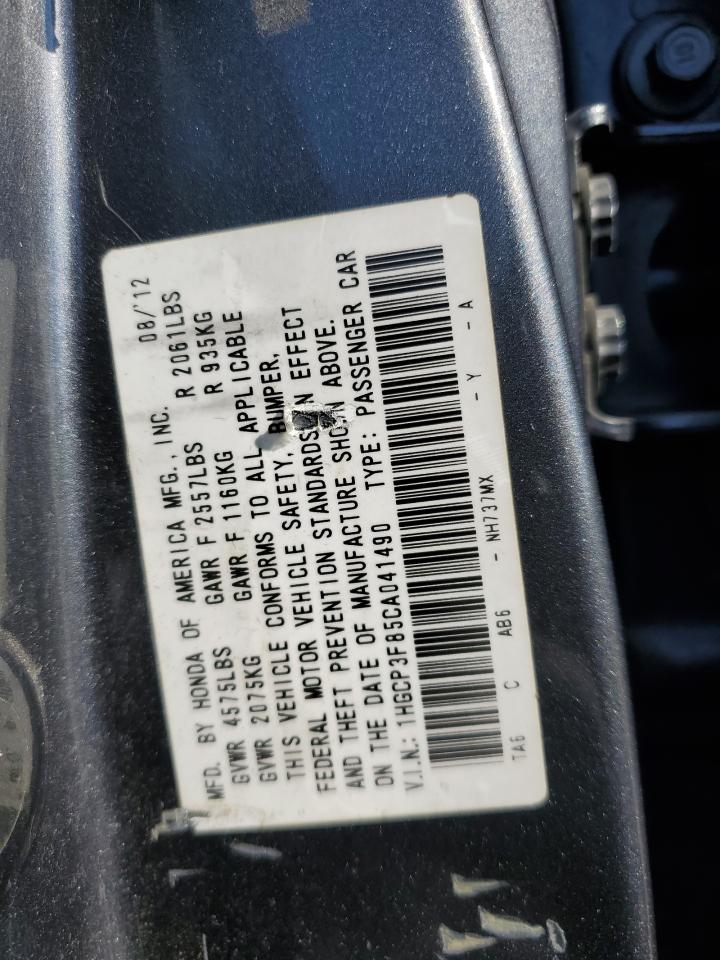 MFD. BY HONDA OF AMERICA MFG., INC. 08/'12
GVWR 4575LBS GAWR F 2557LBS R 2061LBS
GVWR 2075KG GAWR F 1160KG R 935KG
THIS VEHICLE CONFORMS TO ALL APPLICABLE
FEDERAL MOTOR VEHICLE SAFETY, BUMPER,
AND THEFT PREVENTION STANDARDS IN EFFECT
ON THE DATE OF MANUFACTURE SHOWN ABOVE.
V.I.N.: 1HGCP3F85CA041490 TYPE: PASSENGER CAR
TA6 C AB6 - NH737MX - Y - A